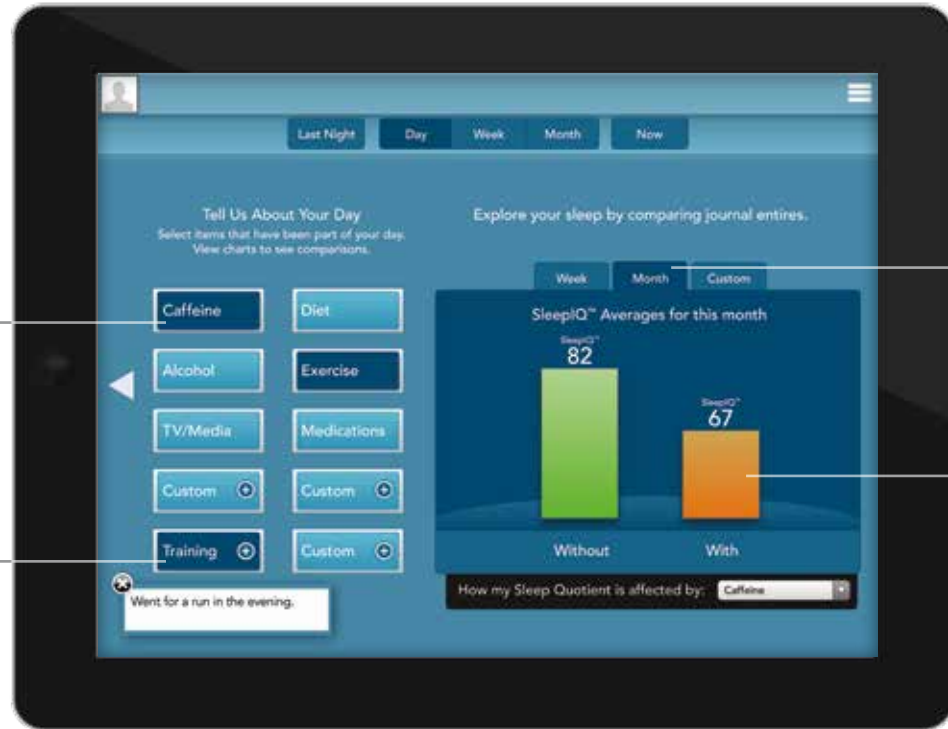 Last Night
Day
Week
Month
Now
Tell Us About Your Day
Select items that have been part of your day.
View charts to see comparisons.
Caffeine
Diet
Alcohol
Exercise
TV/Media
Medications
Custom
Custom
Training
Custom
Went for a run in the evening.
Explore your sleep by comparing journal entires.
Week
Month
Custom
SleepIQ™ Averages for this month
SleepIQ™
82
SleepIQ™
67
Without
With
How my Sleep Quotient is affected by: Caffeine